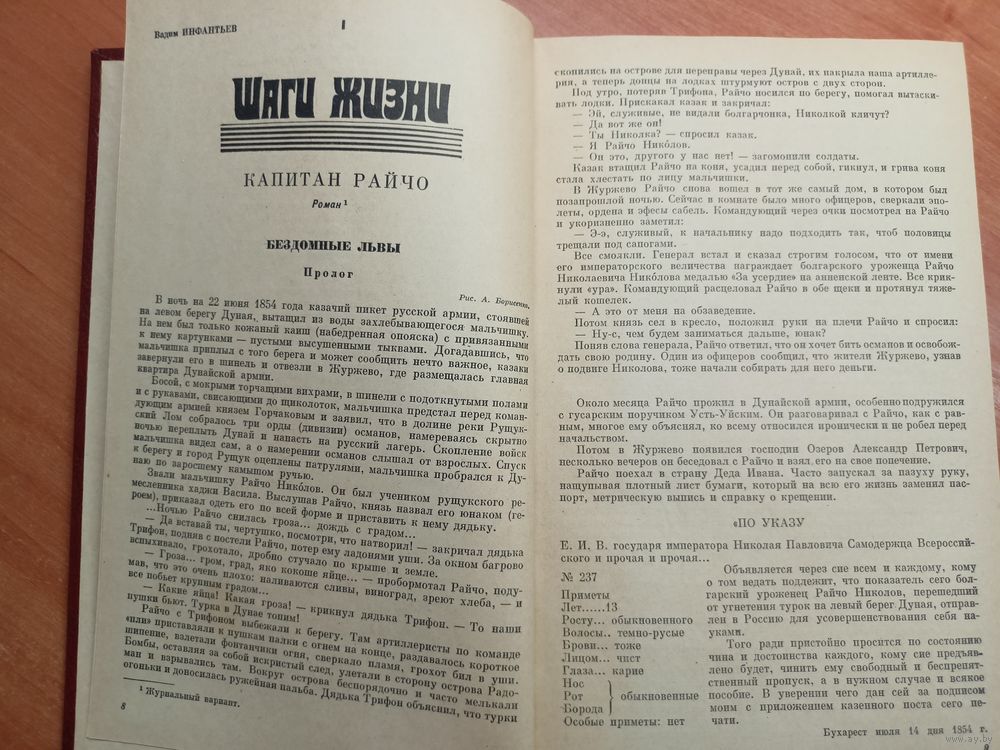 Вадим ИНФАНТЬЕВ
ШАГИ ЖИЗНИ
КАПИТАН РАЙЧО
Роман¹
БЕЗДОМНЫЕ ЛЬВЫ
Пролог
Рис. А. Борисенко.
В ночь на 22 июня 1854 года казачий пикет русской армии, стоявшей
на левом берегу Дуная, вытащил из воды захлебывающегося мальчишку.
На нем был только кожаный каиш (набедренная опояска) с привязанными
к нему картунками — пустыми высушенными тыквами. Догадавшись, что
мальчишка приплыл с того берега и может сообщить нечто важное, казаки
завернули его в шинель и отвезли в Журжево, где размещалась главная
квартира Дунайской армии.
Босой, с мокрыми торчащими вихрами, в шинели с подоткнутыми полами
и с рукавами, свисающими до щиколоток, мальчишка предстал перед коман-
дующим армией князем Горчаковым и заявил, что в долине реки Рущук-
ский Лом собралось три орды (дивизии) османов, намереваясь скрытно
ночью переплыть Дунай и напасть на русский лагерь. Скопление войск
мальчишка видел сам, а о намерении османов слышал от взрослых. Спуск
к берегу и город Рущук оцеплены патрулями, мальчишка пробрался к Ду-
наю по заросшему камышом ручью.
Звали мальчишку Райчо Нико́лов. Он был учеником рущукского ре-
месленника хаджи Васила. Выслушав Райчо, князь назвал его юнаком (ге-
роем), приказал одеть его по всей форме и приставить к нему дядьку.
...Ночью Райчо снилась гроза... дождь с градом...
— Да вставай ты, чертушко, посмотри, что натворил! — закричал дядька
Трифон, подняв с постели Райчо, потер ему ладонями уши. За окном багрово
вспыхивало, грохотало, дробно стучало по крыше и земле.
— Гроза... гром, град, яко кокоше яйце... — пробормотал Райчо, поду-
мав, что это очень плохо: наливаются сливы, виноград, зреют хлеба, — и
все побьет крупным градом...
— Какие яйца! Какая гроза! — крикнул дядька Трифон. — То наши
пушки бьют. Турка в Дунае топим!
Райчо с Трифоном выбежали к берегу. Там артиллеристы по команде
«пли» приставляли к пушкам палки с огнем на конце, раздавалось короткое
шипение, взлетали фонтанчики огня, сверкало пламя, грохот бил в уши.
Бомбы, оставляя за собой искристый след, улетали в сторону острова Радо-
ман и взрывались там. Вокруг острова беспорядочно и часто мелькали
огоньки и доносилась ружейная пальба. Дядька Трифон объяснил, что турки
¹ Журнальный вариант.
8
скопились на острове для переправы через Дунай, их накрыла наша артилле-
рия, а теперь донцы на лодках штурмуют остров с двух сторон.
Под утро, потеряв Трифона, Райчо носился по берегу, помогал вытаски-
вать лодки. Прискакал казак и закричал:
— Эй, служивые, не видали болгарчонка, Николкой кличут?
— Да вот же он!
— Ты Николка? — спросил казак.
— Я Райчо Нико́лов.
— Он это, другого у нас нет! — загомонили солдаты.
Казак втащил Райчо на коня, усадил перед собой, гикнул, и грива коня
стала хлестать по лицу мальчишки.
В Журжево Райчо снова вошел в тот же самый дом, в котором был
позапрошлой ночью. Сейчас в комнате было много офицеров, сверкали эпо-
леты, ордена и эфесы сабель. Командующий через очки посмотрел на Райчо
и укоризненно заметил:
— Э-э, служивый, к начальнику надо подходить так, чтоб половицы
трещали под сапогами.
Все смолкли. Генерал встал и сказал строгим голосом, что от имени
его императорского величества награждает болгарского уроженца Райчо
Николаевича Нико́лова медалью «За усердие» на анненской ленте. Все крик-
нули «ура». Командующий расцеловал Райчо в обе щеки и протянул тяже-
лый кошелек.
— А это от меня на обзаведение.
Потом князь сел в кресло, положил руки на плечи Райчо и спросил:
— Ну-с, чем будем заниматься дальше, юнак?
Поняв слова генерала, Райчо ответил, что он хочет бить османов и освобож-
дать свою родину. Один из офицеров сообщил, что жители Журжево, узнав
о подвиге Николова, тоже начали собирать для него деньги.
Около месяца Райчо прожил в Дунайской армии, особенно подружился
с гусарским поручиком Усть-Уйским. Он разговаривал с Райчо, как с рав-
ным, многое ему объяснял, ко всему относился иронически и не робел перед
начальством.
Потом в Журжево появился господин Озеров Александр Петрович,
несколько вечеров он беседовал с Райчо и взял его на свое попечение.
Райчо поехал в страну Деда Ивана. Часто запускал за пазуху руку,
нащупывая плотный лист бумаги, который на всю его жизнь заменил пас-
порт, метрическую выпись и справку о крещении.
«ПО УКАЗУ
Е. И. В. государя императора Николая Павловича Самодержца Всероссий-
ского и прочая и прочая...
№ 237
Приметы
Лет......13
Росту... обыкновенного
Волосы.. темно-русые
Брови... тоже
Лицом... чист
Глаза... карие
Нос
Рот обыкновенные
Борода
Особые приметы: нет
Объявляется через сие всем и каждому, кому
о том ведать подлежит, что показатель сего бол-
гарский уроженец Райчо Николов, перешедший
от угнетения турок на левый берег Дуная, отправ-
лен в Россию для усовершенствования себя на-
уками.
Того ради пристойно просится по состоянию
чина и достоинства каждого, кому сие предъяв-
лено будет, чинить ему свободный и беспрепят-
ственный пропуск, а в нужном случае и всякое
пособие. В уверении чего дан сей за подписом
моим с приложением казенного поста сего пе-
чати.
Бухарест июля 14 дня 1854 г.
www.ay.by